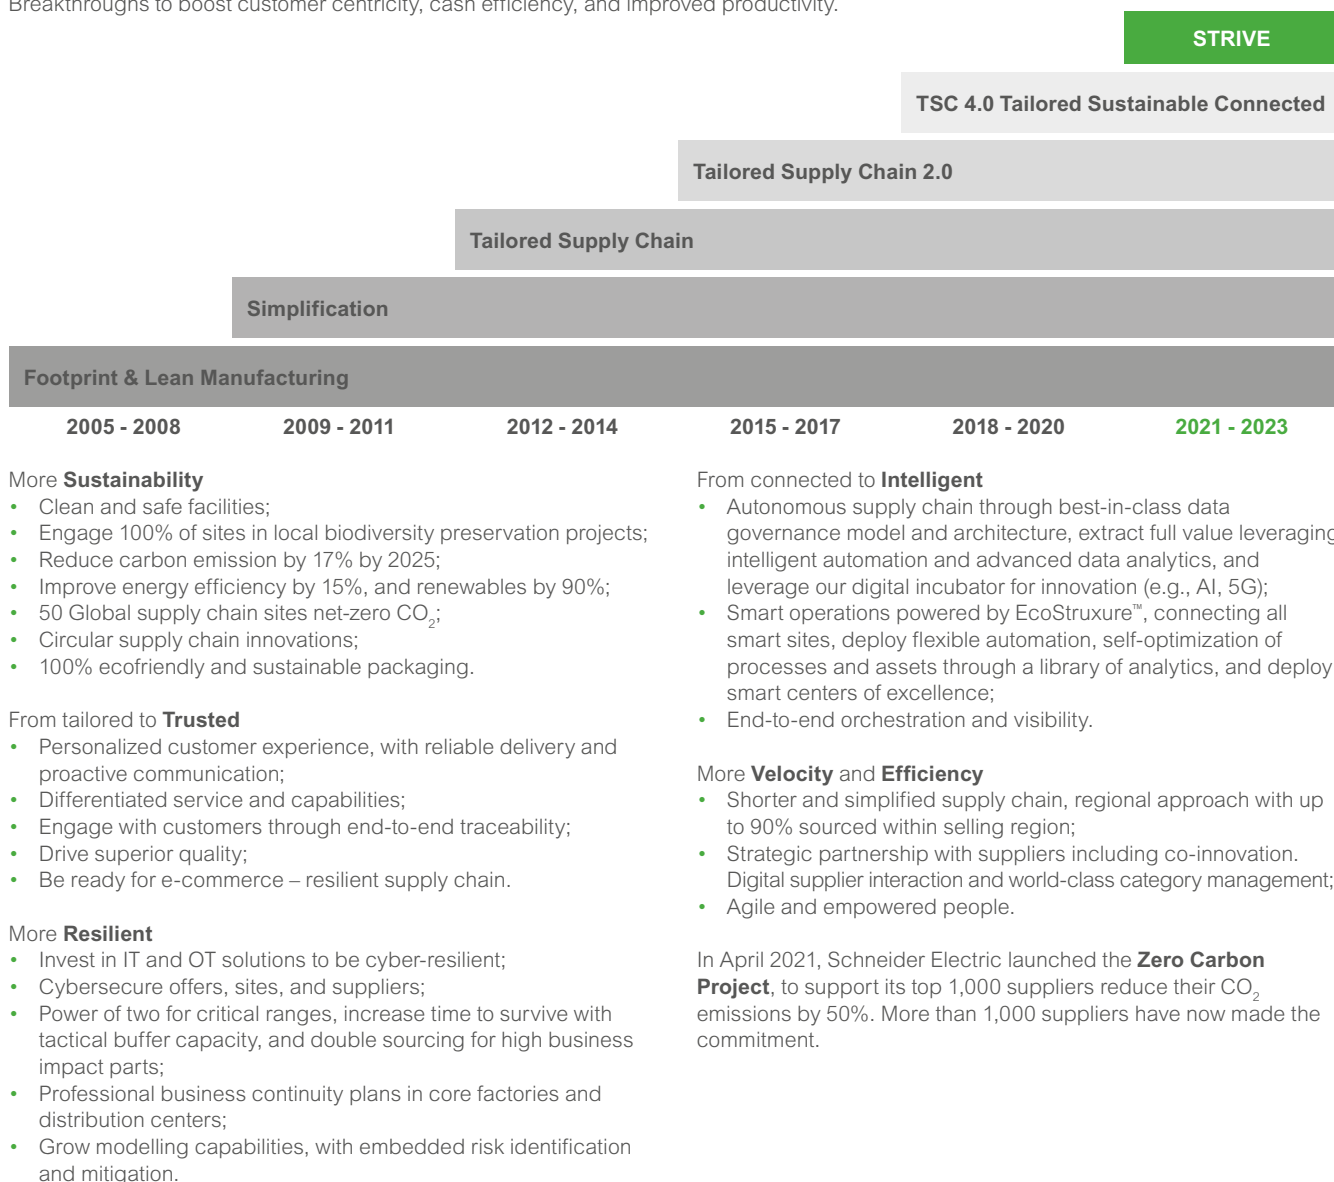 Breakthroughs to boost customer centricity, cash efficiency, and improved productivity.
STRIVE
TSC 4.0 Tailored Sustainable Connected
Tailored Supply Chain 2.0
Tailored Supply Chain
Simplification
Footprint & Lean Manufacturing
2005 - 2008 2009 - 2011 2012 - 2014 2015 - 2017 2018 - 2020 2021 - 2023
More Sustainability
• Clean and safe facilities;
• Engage 100% of sites in local biodiversity preservation projects;
• Reduce carbon emission by 17% by 2025;
• Improve energy efficiency by 15%, and renewables by 90%;
• 50 Global supply chain sites net-zero CO₂;
• Circular supply chain innovations;
• 100% ecofriendly and sustainable packaging.
From tailored to Trusted
• Personalized customer experience, with reliable delivery and
proactive communication;
• Differentiated service and capabilities;
• Engage with customers through end-to-end traceability;
• Drive superior quality;
• Be ready for e-commerce – resilient supply chain.
More Resilient
• Invest in IT and OT solutions to be cyber-resilient;
• Cybersecure offers, sites, and suppliers;
• Power of two for critical ranges, increase time to survive with
tactical buffer capacity, and double sourcing for high business
impact parts;
• Professional business continuity plans in core factories and
distribution centers;
• Grow modelling capabilities, with embedded risk identification
and mitigation.
From connected to Intelligent
• Autonomous supply chain through best-in-class data
governance model and architecture, extract full value leveraging
intelligent automation and advanced data analytics, and
leverage our digital incubator for innovation (e.g., AI, 5G);
• Smart operations powered by EcoStruxure™, connecting all
smart sites, deploy flexible automation, self-optimization of
processes and assets through a library of analytics, and deploy
smart centers of excellence;
• End-to-end orchestration and visibility.
More Velocity and Efficiency
• Shorter and simplified supply chain, regional approach with up
to 90% sourced within selling region;
• Strategic partnership with suppliers including co-innovation.
Digital supplier interaction and world-class category management;
• Agile and empowered people.
In April 2021, Schneider Electric launched the Zero Carbon
Project, to support its top 1,000 suppliers reduce their CO₂
emissions by 50%. More than 1,000 suppliers have now made the
commitment.